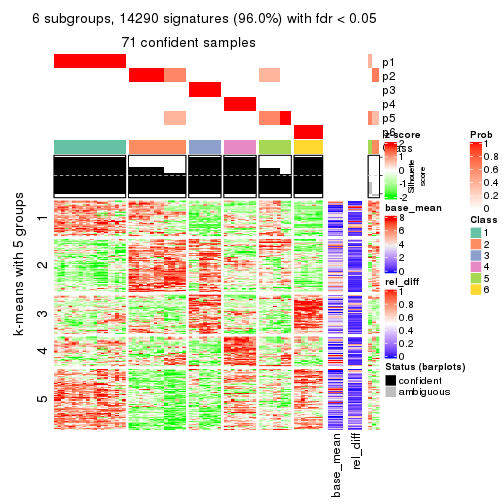 6 subgroups, 14290 signatures (96.0%) with fdr < 0.05
71 confident samples
p1
p2
p3
p4
p5
p6
Class
Silhouette
score
k-means with 5 groups
1
2
3
4
5
base_mean
rel_diff
z-score
2
1
0
-1
-2
base_mean
8
6
4
2
0
rel_diff
1
0.8
0.6
0.4
0.2
0
Status (barplots)
confident
ambiguous
Prob
1
0.8
0.6
0.4
0.2
0
Class
1
2
3
4
5
6